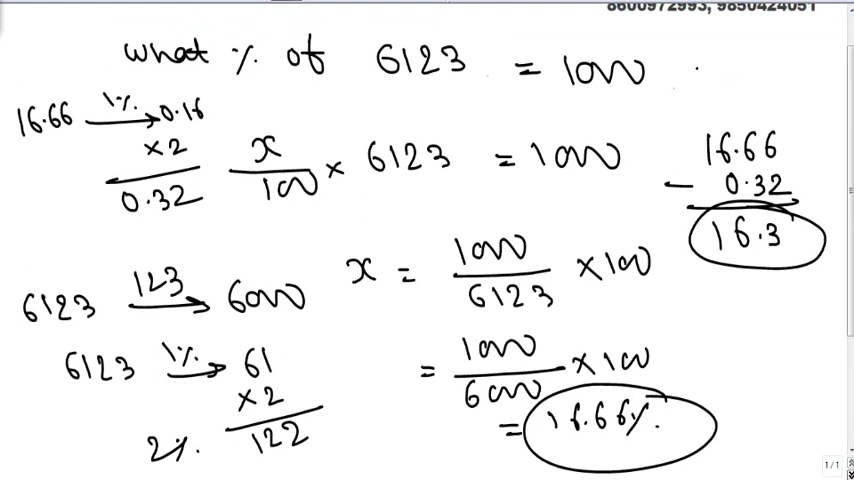 8600972993, 9850424051
what % of 6123 = 1000
16.66 1% → 0.16
×2
0.32
x/100 × 6123 = 1000
16.66
- 0.32
16.3
6123 123 → 6000
x = 1000/6123 × 100
6123 1% → 61
×2
2% 122
= 1000/6000 × 100
= 16.66%.
1/1